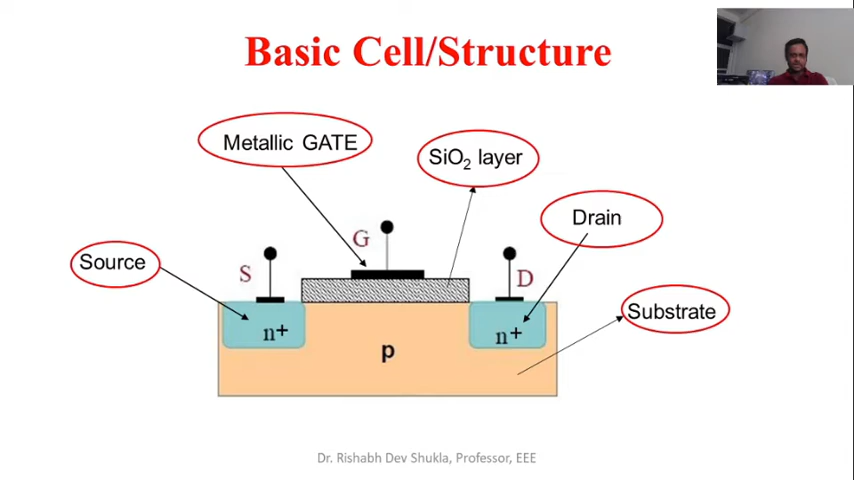 Basic Cell/Structure
Metallic GATE
SiO₂ layer
Drain
G
Source
S
D
Substrate
n+
n+
p
Dr. Rishabh Dev Shukla, Professor, EEE